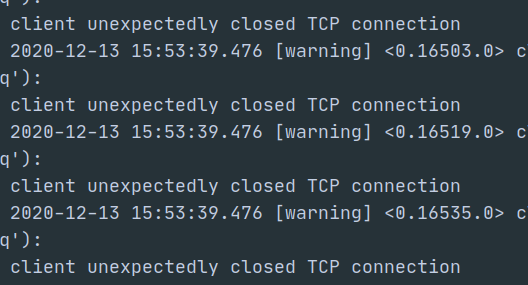 q'):
client unexpectedly closed TCP connection
2020-12-13 15:53:39.476 [warning] <0.16503.0> c
q'):
client unexpectedly closed TCP connection
2020-12-13 15:53:39.476 [warning] <0.16519.0> c
q'):
client unexpectedly closed TCP connection
2020-12-13 15:53:39.476 [warning] <0.16535.0> c
q'):
client unexpectedly closed TCP connection